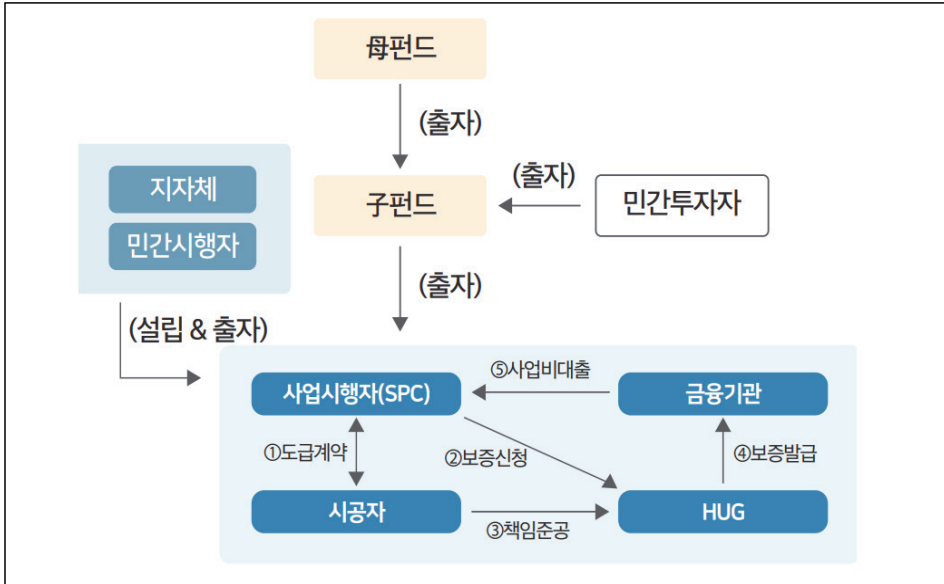 母펀드
(출자)
지자체
민간시행자
子펀드
(출자)
민간투자자
(출자)
(설립 & 출자)
사업시행자(SPC)
⑤사업비대출
금융기관
①도급계약
②보증신청
④보증발급
시공자
③책임준공
HUG